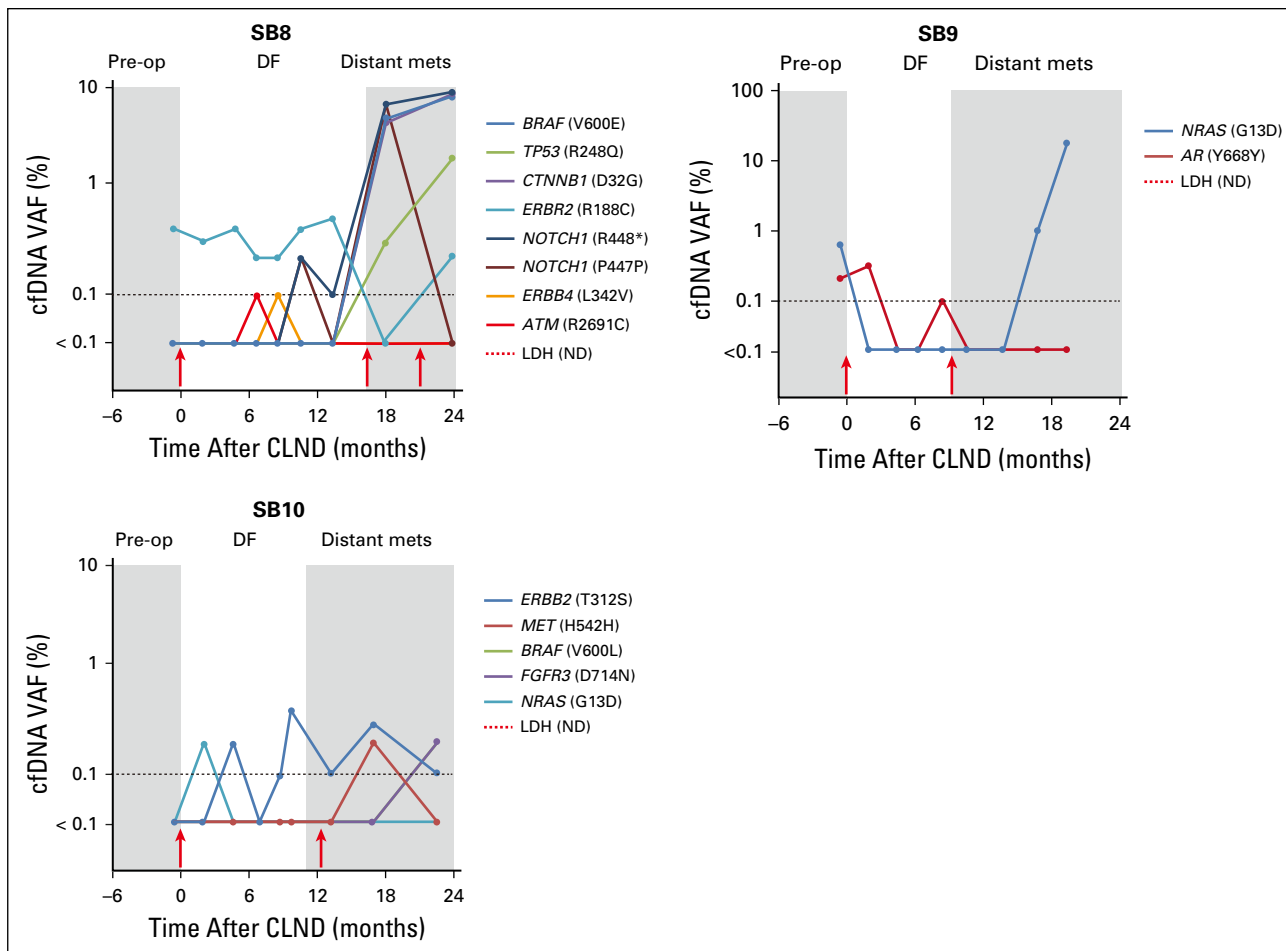 SB8
Pre-op DF Distant mets
10
1
0.1
< 0.1
cfDNA VAF (%)
–6 0 6 12 18 24
Time After CLND (months)
BRAF (V600E)
TP53 (R248Q)
CTNNB1 (D32G)
ERBR2 (R188C)
NOTCH1 (R448*)
NOTCH1 (P447P)
ERBB4 (L342V)
ATM (R2691C)
LDH (ND)
SB9
Pre-op DF Distant mets
100
10
1
0.1
<0.1
cfDNA VAF (%)
–6 0 6 12 18 24
Time After CLND (months)
NRAS (G13D)
AR (Y668Y)
LDH (ND)
SB10
Pre-op DF Distant mets
10
1
0.1
< 0.1
cfDNA VAF (%)
–6 0 6 12 18 24
Time After CLND (months)
ERBB2 (T312S)
MET (H542H)
BRAF (V600L)
FGFR3 (D714N)
NRAS (G13D)
LDH (ND)